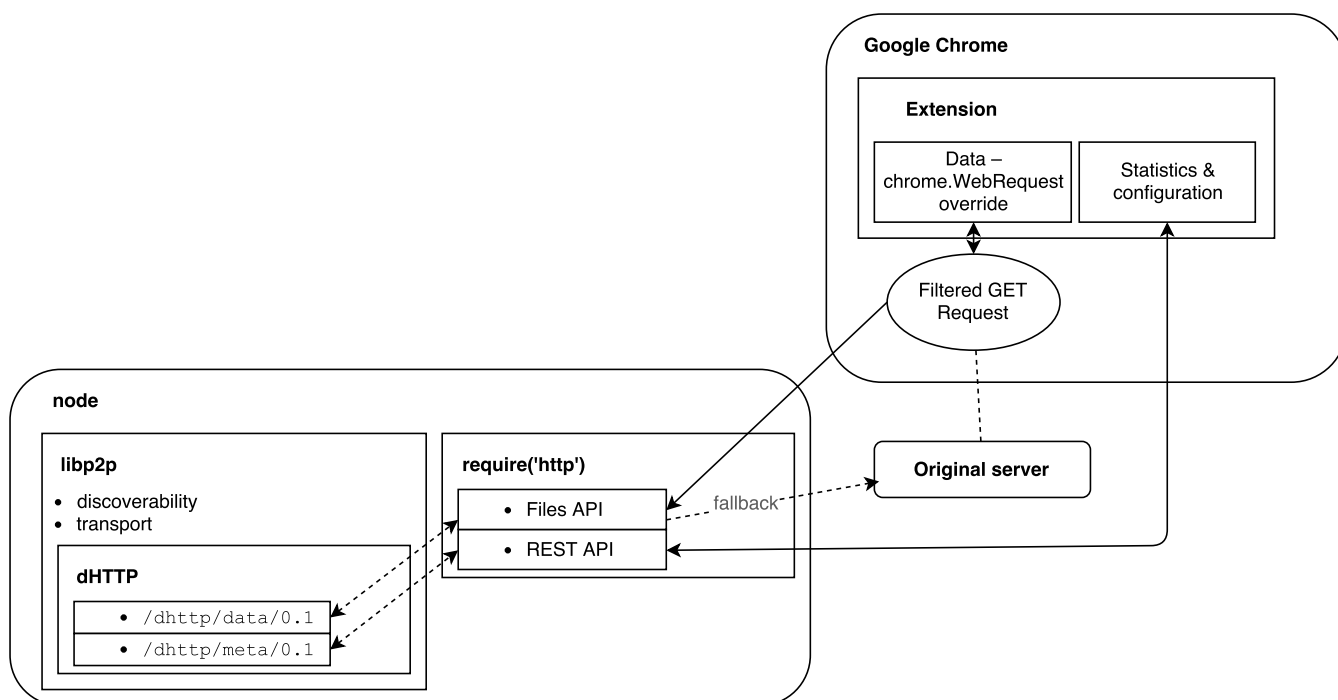 Google Chrome
Extension
Data –
chrome.WebRequest
override
Statistics &
configuration
Filtered GET
Request
node
libp2p
• discoverability
• transport
dHTTP
• /dhttp/data/0.1
• /dhttp/meta/0.1
require('http')
• Files API
• REST API
fallback
Original server